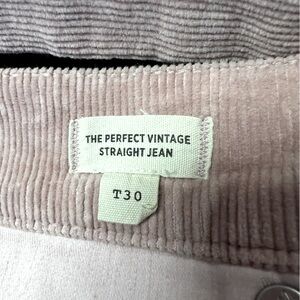 THE PERFECT VINTAGE
STRAIGHT JEAN
T30